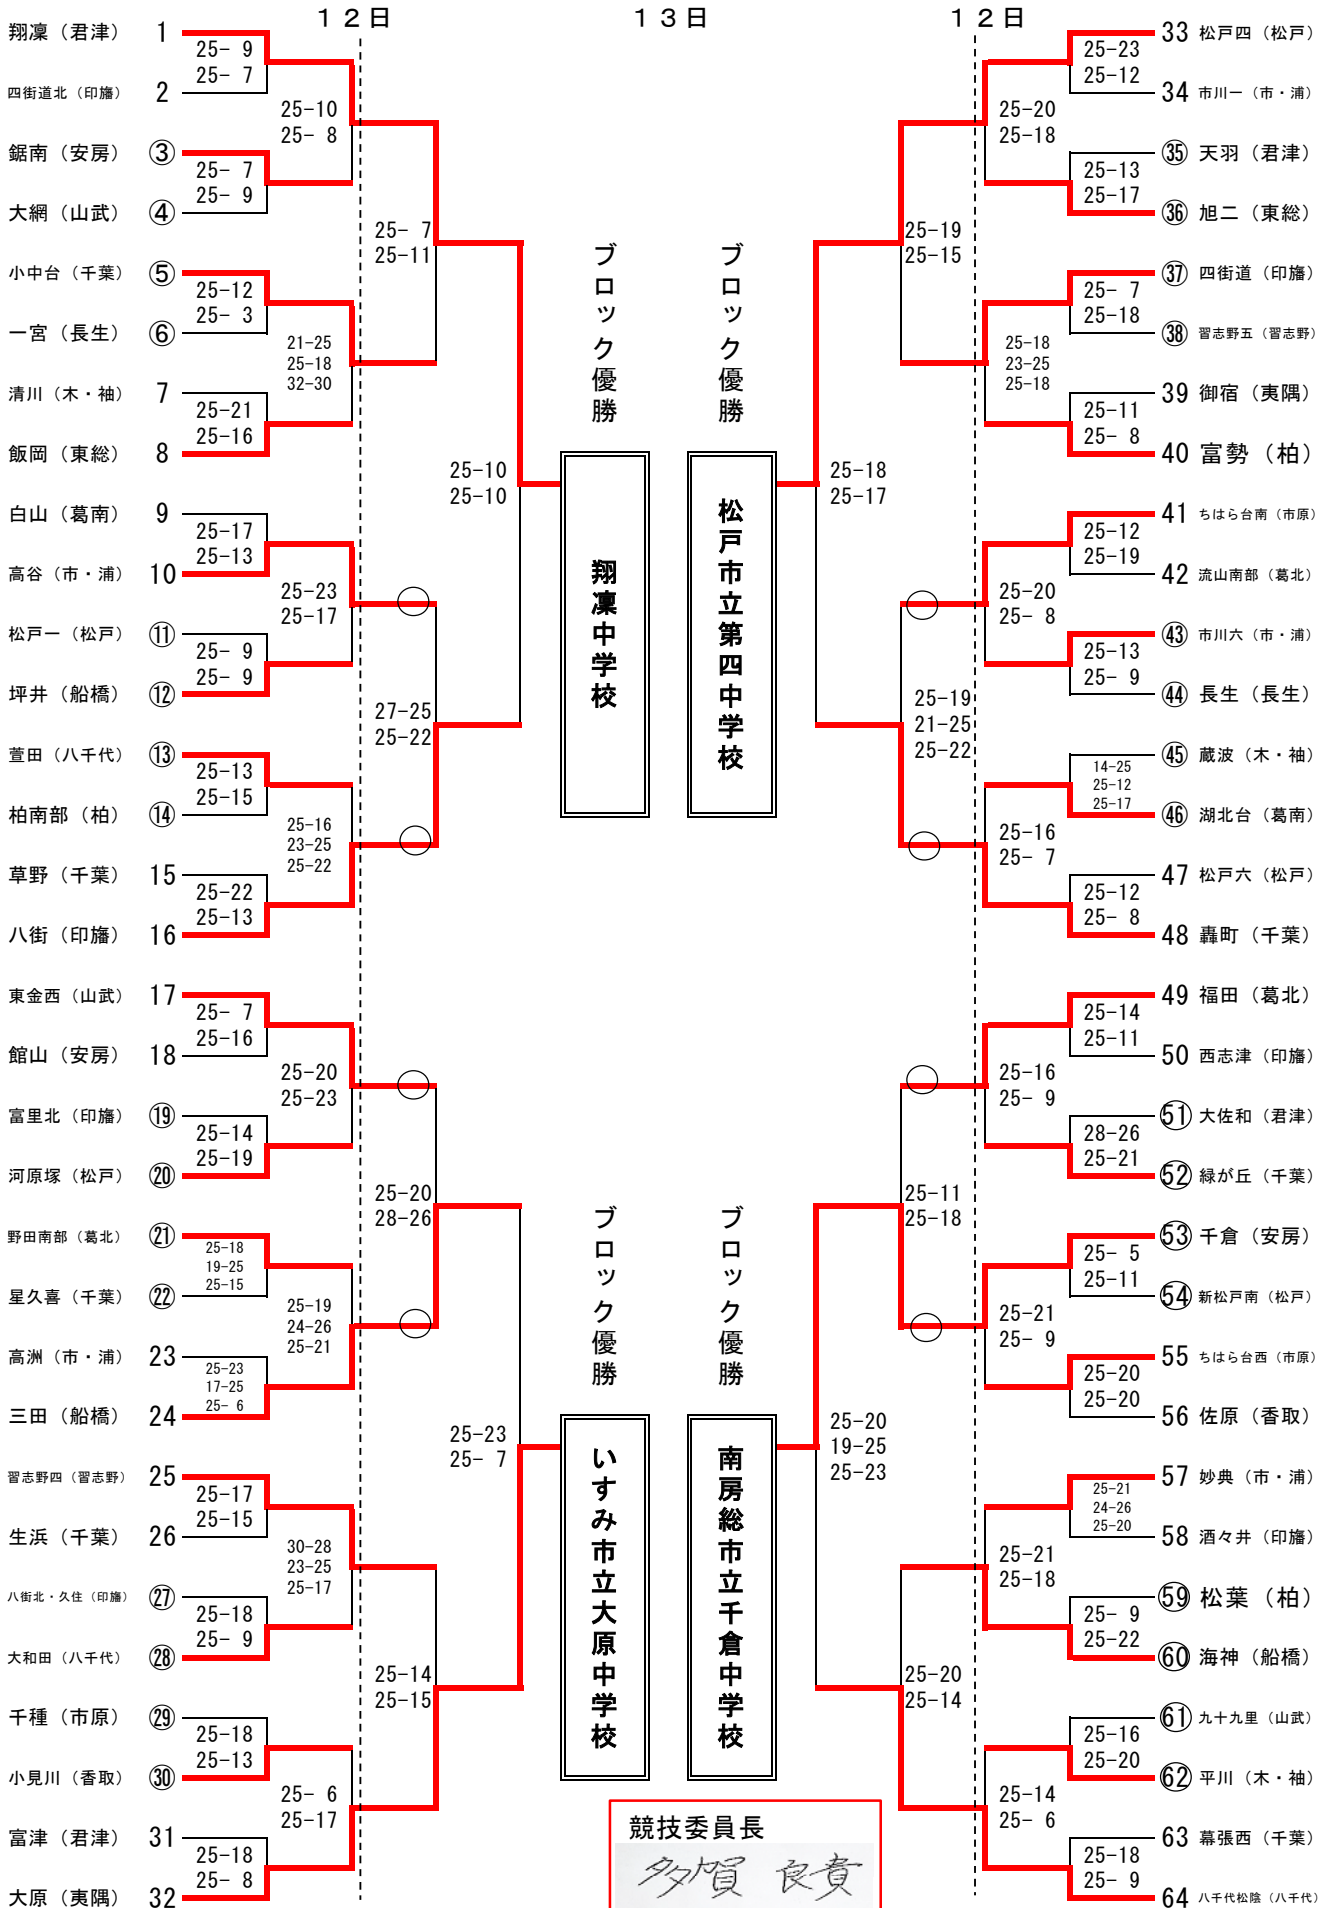 １２日　１３日　１２日
翔凜（君津） 1
25- 9
25- 7
四街道北（印旛） 2
25-10
25- 8
鋸南（安房） ③
25- 7
25- 9
大網（山武） ④
25- 7
25-11
小中台（千葉） ⑤
25-12
25- 3
一宮（長生） ⑥
21-25
25-18
32-30
清川（木・袖） 7
25-21
25-16
飯岡（東総） 8
25-10
25-10
白山（葛南） 9
25-17
25-13
高谷（市・浦） 10
25-23
25-17
松戸一（松戸） ⑪
25- 9
25- 9
坪井（船橋） ⑫
27-25
25-22
萱田（八千代） ⑬
25-13
25-15
柏南部（柏） ⑭
25-16
23-25
25-22
草野（千葉） 15
25-22
25-13
八街（印旛） 16
東金西（山武） 17
25- 7
25-16
館山（安房） 18
25-20
25-23
富里北（印旛） ⑲
25-14
25-19
河原塚（松戸） ⑳
25-20
28-26
野田南部（葛北） ㉑
25-18
19-25
25-15
星久喜（千葉） ㉒
25-19
24-26
25-21
高洲（市・浦） 23
25-23
17-25
25- 6
三田（船橋） 24
25-23
25- 7
習志野四（習志野） 25
25-17
25-15
生浜（千葉） 26
30-28
23-25
25-17
八街北・久住（印旛） ㉗
25-18
25- 9
大和田（八千代） ㉘
25-14
25-15
千種（市原） ㉙
25-18
25-13
小見川（香取） ㉚
25- 6
25-17
富津（君津） 31
25-18
25- 8
大原（夷隅） 32
ブロック優勝
翔凜中学校
ブロック優勝
松戸市立第四中学校
ブロック優勝
いすみ市立大原中学校
ブロック優勝
南房総市立千倉中学校
33 松戸四（松戸）
25-23
25-12
34 市川一（市・浦）
25-20
25-18
㉟ 天羽（君津）
25-13
25-17
㊱ 旭二（東総）
25-19
25-15
㊲ 四街道（印旛）
25- 7
25-18
㊳ 習志野五（習志野）
25-18
23-25
25-18
39 御宿（夷隅）
25-11
25- 8
40 富勢（柏）
25-18
25-17
41 ちはら台南（市原）
25-12
25-19
42 流山南部（葛北）
25-20
25- 8
㊸ 市川六（市・浦）
25-13
25- 9
㊹ 長生（長生）
25-19
21-25
25-22
㊺ 蔵波（木・袖）
14-25
25-12
25-17
㊻ 湖北台（葛南）
25-16
25- 7
47 松戸六（松戸）
25-12
25- 8
48 轟町（千葉）
49 福田（葛北）
25-14
25-11
50 西志津（印旛）
25-16
25- 9
51 大佐和（君津）
28-26
25-21
52 緑が丘（千葉）
25-11
25-18
53 千倉（安房）
25- 5
25-11
54 新松戸南（松戸）
25-21
25- 9
55 ちはら台西（市原）
25-20
25-20
56 佐原（香取）
25-20
19-25
25-23
57 妙典（市・浦）
25-21
24-26
25-20
58 酒々井（印旛）
25-21
25-18
59 松葉（柏）
25- 9
25-22
60 海神（船橋）
25-20
25-14
61 九十九里（山武）
25-16
25-20
62 平川（木・袖）
25-14
25- 6
63 幕張西（千葉）
25-18
25- 9
64 八千代松陰（八千代）
競技委員長
多賀 良責